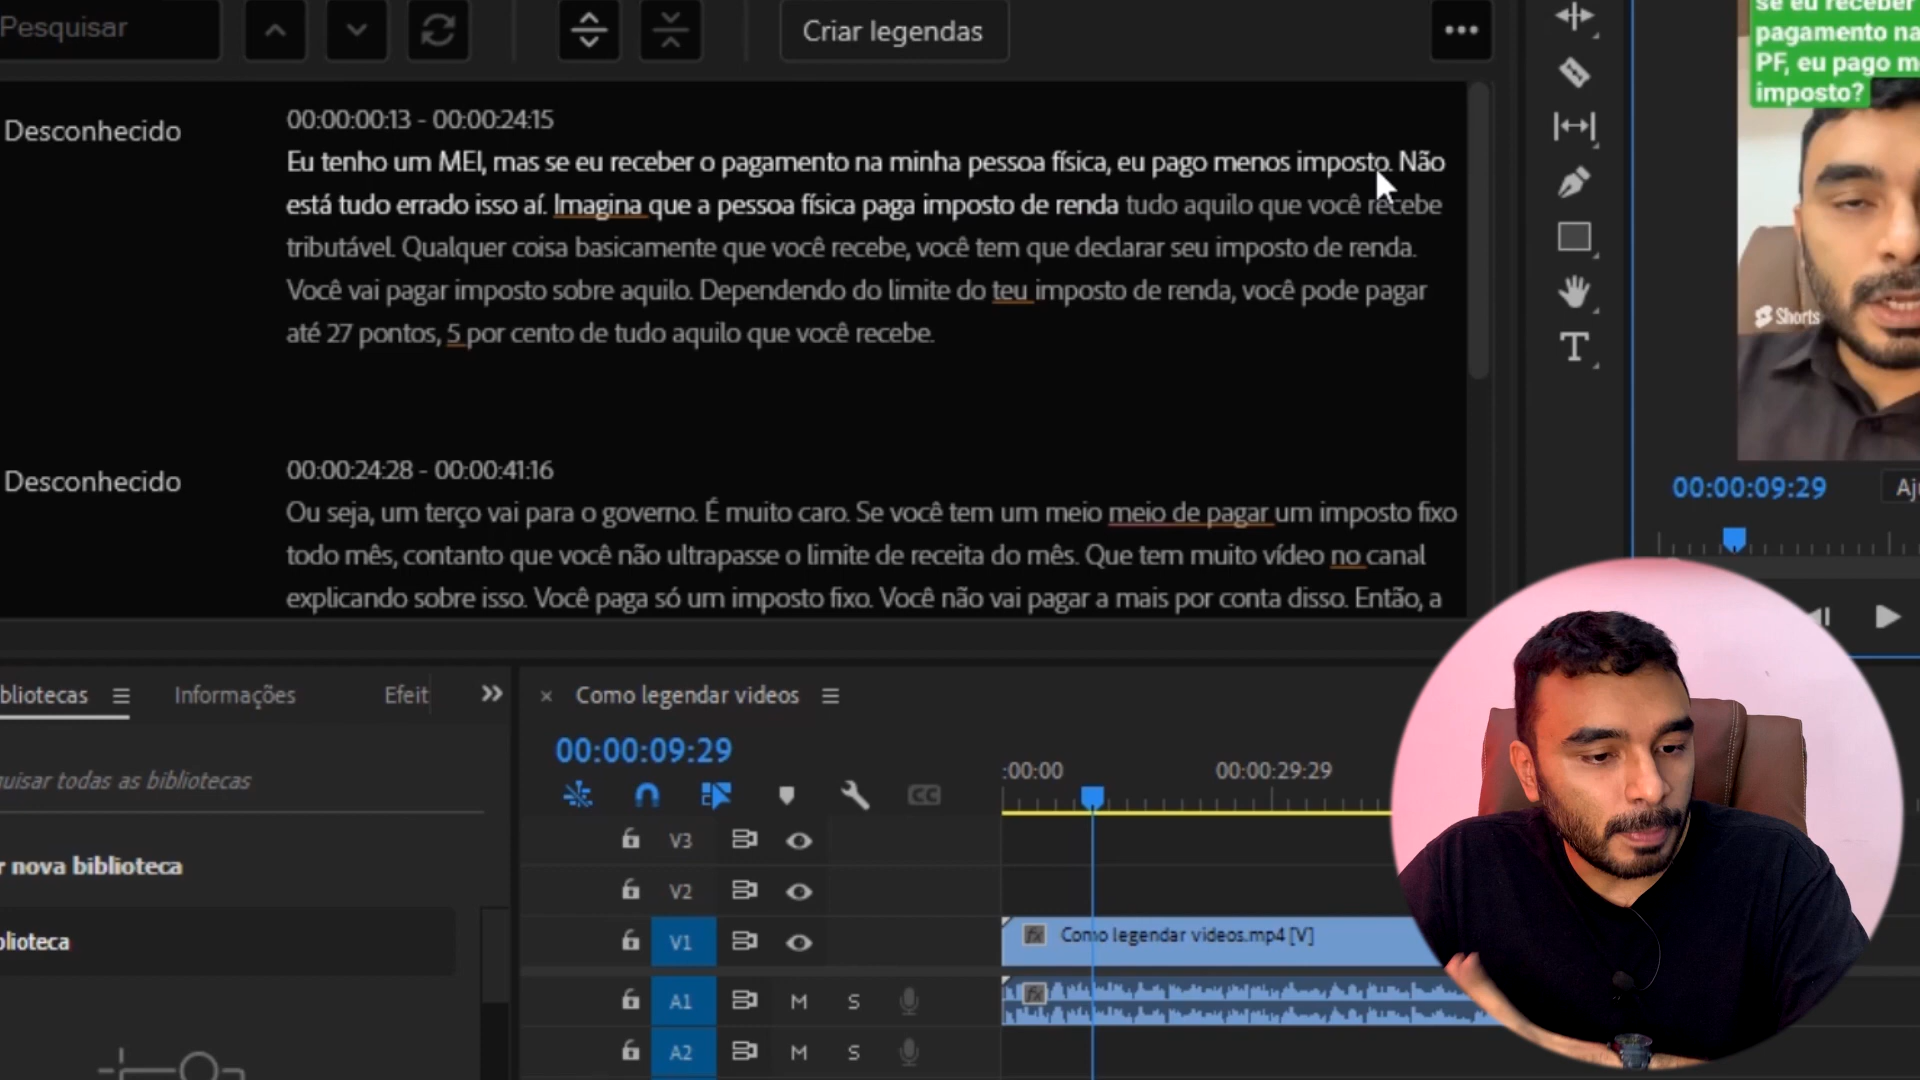 Pesquisar
Criar legendas
Desconhecido
00:00:00:13 - 00:00:24:15
Eu tenho um MEI, mas se eu receber o pagamento na minha pessoa física, eu pago menos imposto. Não
está tudo errado isso aí. Imagina que a pessoa física paga imposto de renda tudo aquilo que você recebe
tributável. Qualquer coisa basicamente que você recebe, você tem que declarar seu imposto de renda.
Você vai pagar imposto sobre aquilo. Dependendo do limite do teu imposto de renda, você pode pagar
até 27 pontos, 5 por cento de tudo aquilo que você recebe.
Desconhecido
00:00:24:28 - 00:00:41:16
Ou seja, um terço vai para o governo. É muito caro. Se você tem um meio meio de pagar um imposto fixo
todo mês, contanto que você não ultrapasse o limite de receita do mês. Que tem muito vídeo no canal
explicando sobre isso. Você paga só um imposto fixo. Você não vai pagar a mais por conta disso. Então, a
se eu receber
pagamento na
PF, eu pago m
imposto?
Shorts
00:00:09:29
Aj
bliotecas
Informações
Efeit
Como legendar videos
00:00:09:29
:00:00
00:00:29:29
CC
uisar todas as bibliotecas
r nova biblioteca
blioteca
V3
V2
V1
fx Como legendar videos.mp4 [V]
A1 M S
fx
A2 M S